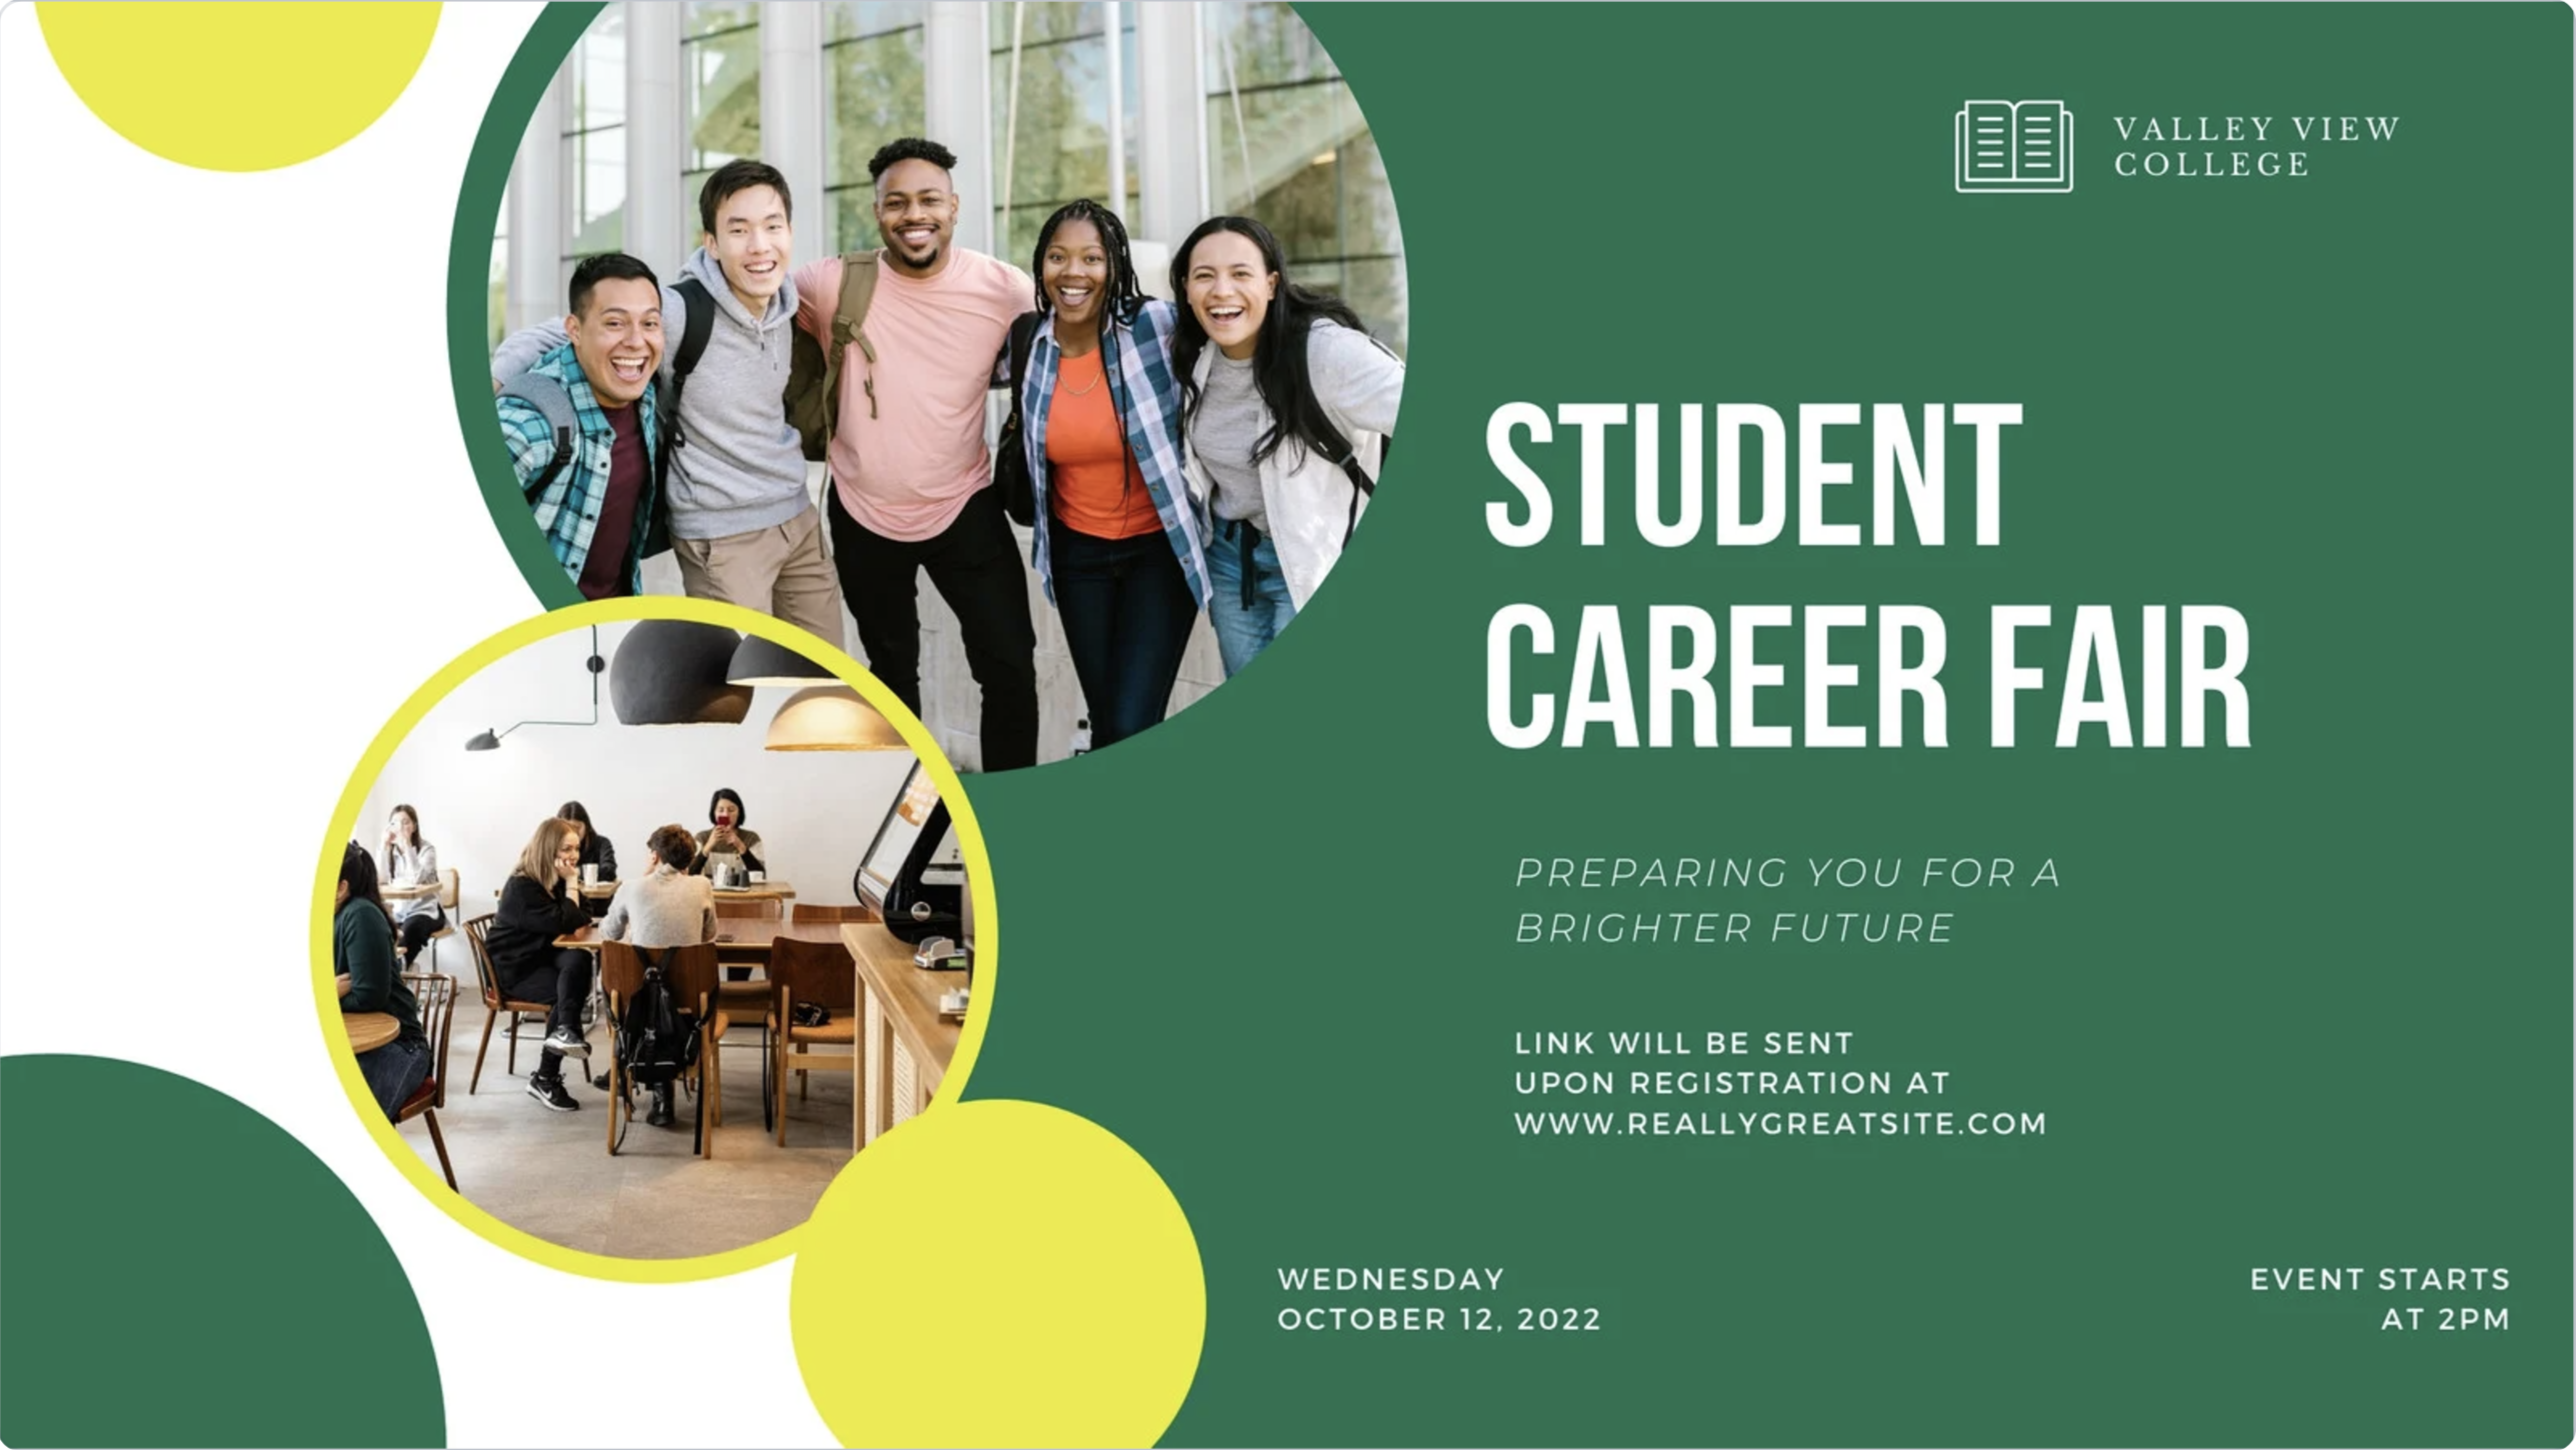 VALLEY VIEW
COLLEGE
STUDENT
CAREER FAIR
PREPARING YOU FOR A
BRIGHTER FUTURE
LINK WILL BE SENT
UPON REGISTRATION AT
WWW.REALLYGREATSITE.COM
WEDNESDAY
OCTOBER 12, 2022
EVENT STARTS
AT 2PM